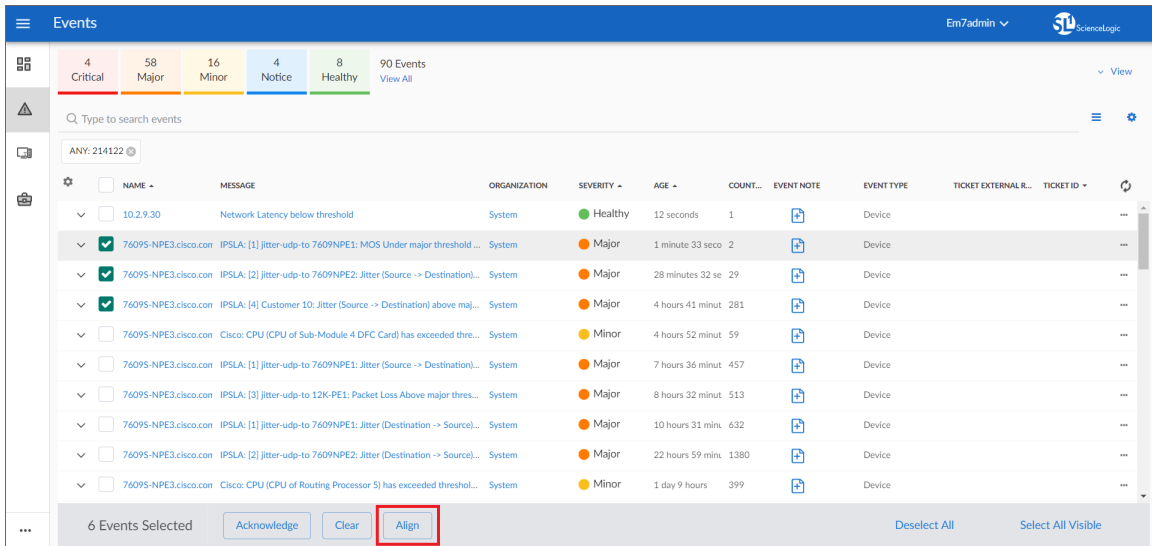 Events
Em7admin
SL ScienceLogic
4 Critical
58 Major
16 Minor
4 Notice
8 Healthy
90 Events
View All
View
Type to search events
ANY: 214122
NAME MESSAGE ORGANIZATION SEVERITY AGE COUNT... EVENT NOTE EVENT TYPE TICKET EXTERNAL R... TICKET ID
10.2.9.30 Network Latency below threshold System Healthy 12 seconds 1 Device
7609S-NPE3.cisco.com IPSLA: [1] jitter-udp-to 7609NPE1: MOS Under major threshold ... System Major 1 minute 33 seco 2 Device
7609S-NPE3.cisco.com IPSLA: [2] jitter-udp-to 7609NPE2: Jitter (Source -> Destination)... System Major 28 minutes 32 se 29 Device
7609S-NPE3.cisco.com IPSLA: [4] Customer 10: Jitter (Source -> Destination) above maj... System Major 4 hours 41 minut 281 Device
7609S-NPE3.cisco.com Cisco: CPU (CPU of Sub-Module 4 DFC Card) has exceeded thre... System Minor 4 hours 52 minut 59 Device
7609S-NPE3.cisco.com IPSLA: [1] jitter-udp-to 7609NPE1: Jitter (Source -> Destination)... System Major 7 hours 36 minut 457 Device
7609S-NPE3.cisco.com IPSLA: [3] jitter-udp-to 12K-PE1: Packet Loss Above major thres... System Major 8 hours 32 minut 513 Device
7609S-NPE3.cisco.com IPSLA: [1] jitter-udp-to 7609NPE1: Jitter (Destination -> Source)... System Major 10 hours 31 minu 632 Device
7609S-NPE3.cisco.com IPSLA: [2] jitter-udp-to 7609NPE2: Jitter (Destination -> Source)... System Major 22 hours 59 minu 1380 Device
7609S-NPE3.cisco.com Cisco: CPU (CPU of Routing Processor 5) has exceeded threshol... System Minor 1 day 9 hours 399 Device
6 Events Selected Acknowledge Clear Align Deselect All Select All Visible